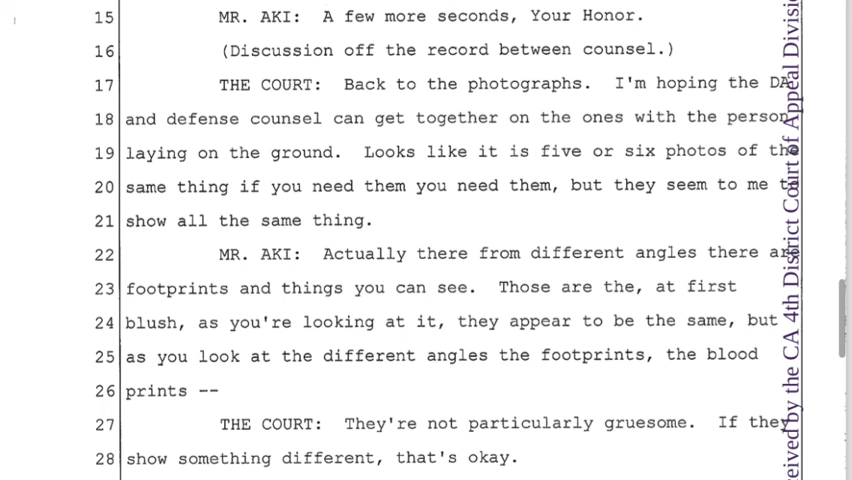 15 MR. AKI: A few more seconds, Your Honor.
16 (Discussion off the record between counsel.)
17 THE COURT: Back to the photographs. I'm hoping the DA
18 and defense counsel can get together on the ones with the person
19 laying on the ground. Looks like it is five or six photos of the
20 same thing if you need them you need them, but they seem to me to
21 show all the same thing.
22 MR. AKI: Actually there from different angles there are
23 footprints and things you can see. Those are the, at first
24 blush, as you're looking at it, they appear to be the same, but
25 as you look at the different angles the footprints, the blood
26 prints --
27 THE COURT: They're not particularly gruesome. If they
28 show something different, that's okay.
ceived by the CA 4th District Court of Appeal Divisio